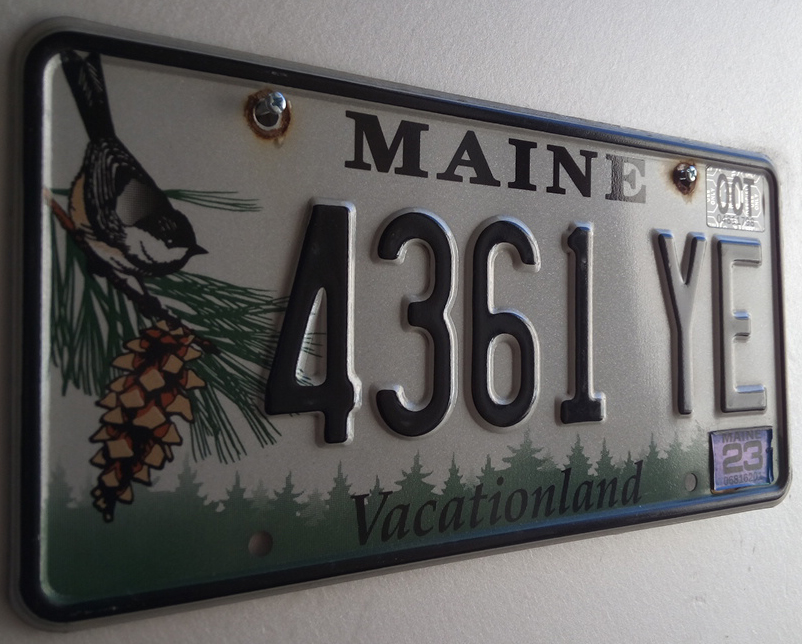 MAINE
OCT
4361 YE
MAINE
23
Vacationland